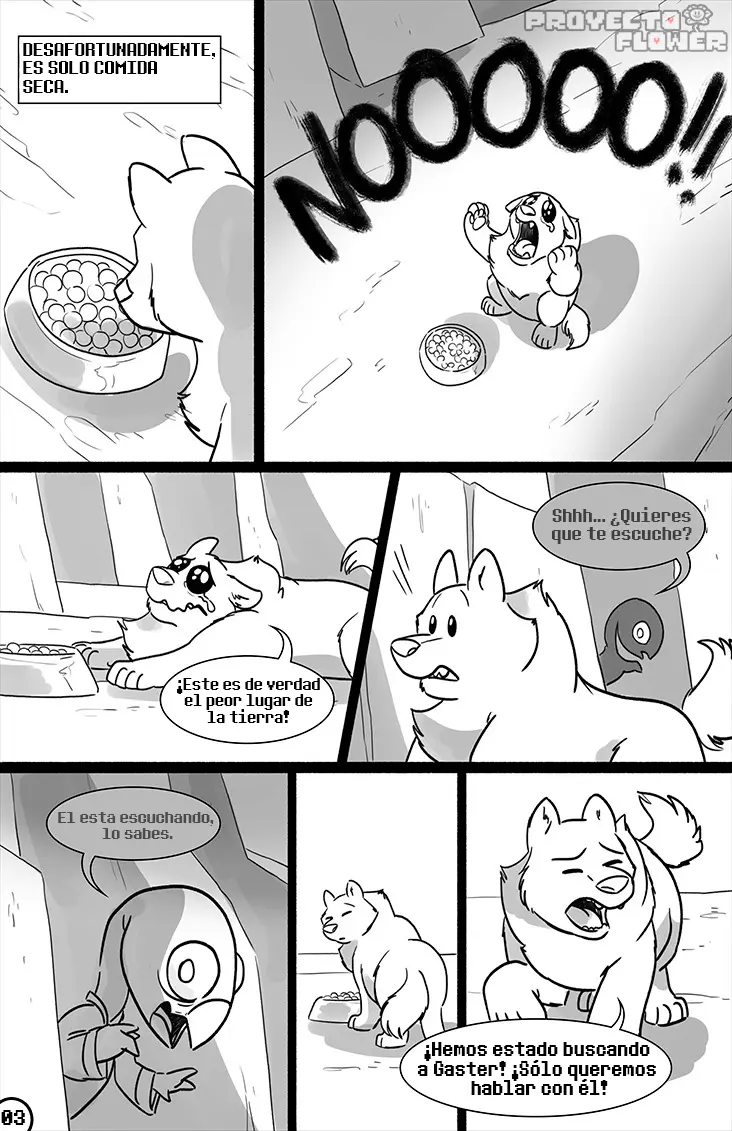 PROYECTO
FLOWER
DESAFORTUNADAMENTE,
ES SOLO COMIDA
SECA.
NOOOOOO!!
Shhh... ¿Quieres
que te escuche?
¡Este es de verdad
el peor lugar de
la tierra!
El esta escuchando,
lo sabes.
¡Hemos estado buscando
a Gaster! ¡Sólo queremos
hablar con él!
03